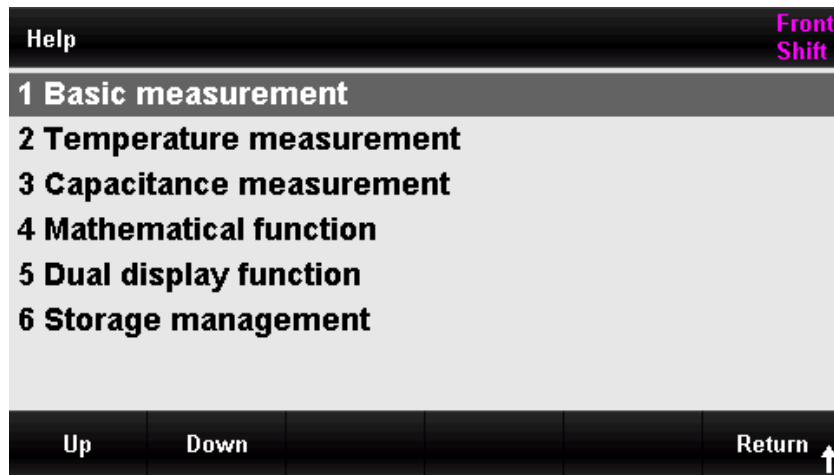 Help
Front
Shift
1 Basic measurement
2 Temperature measurement
3 Capacitance measurement
4 Mathematical function
5 Dual display function
6 Storage management
Up Down Return